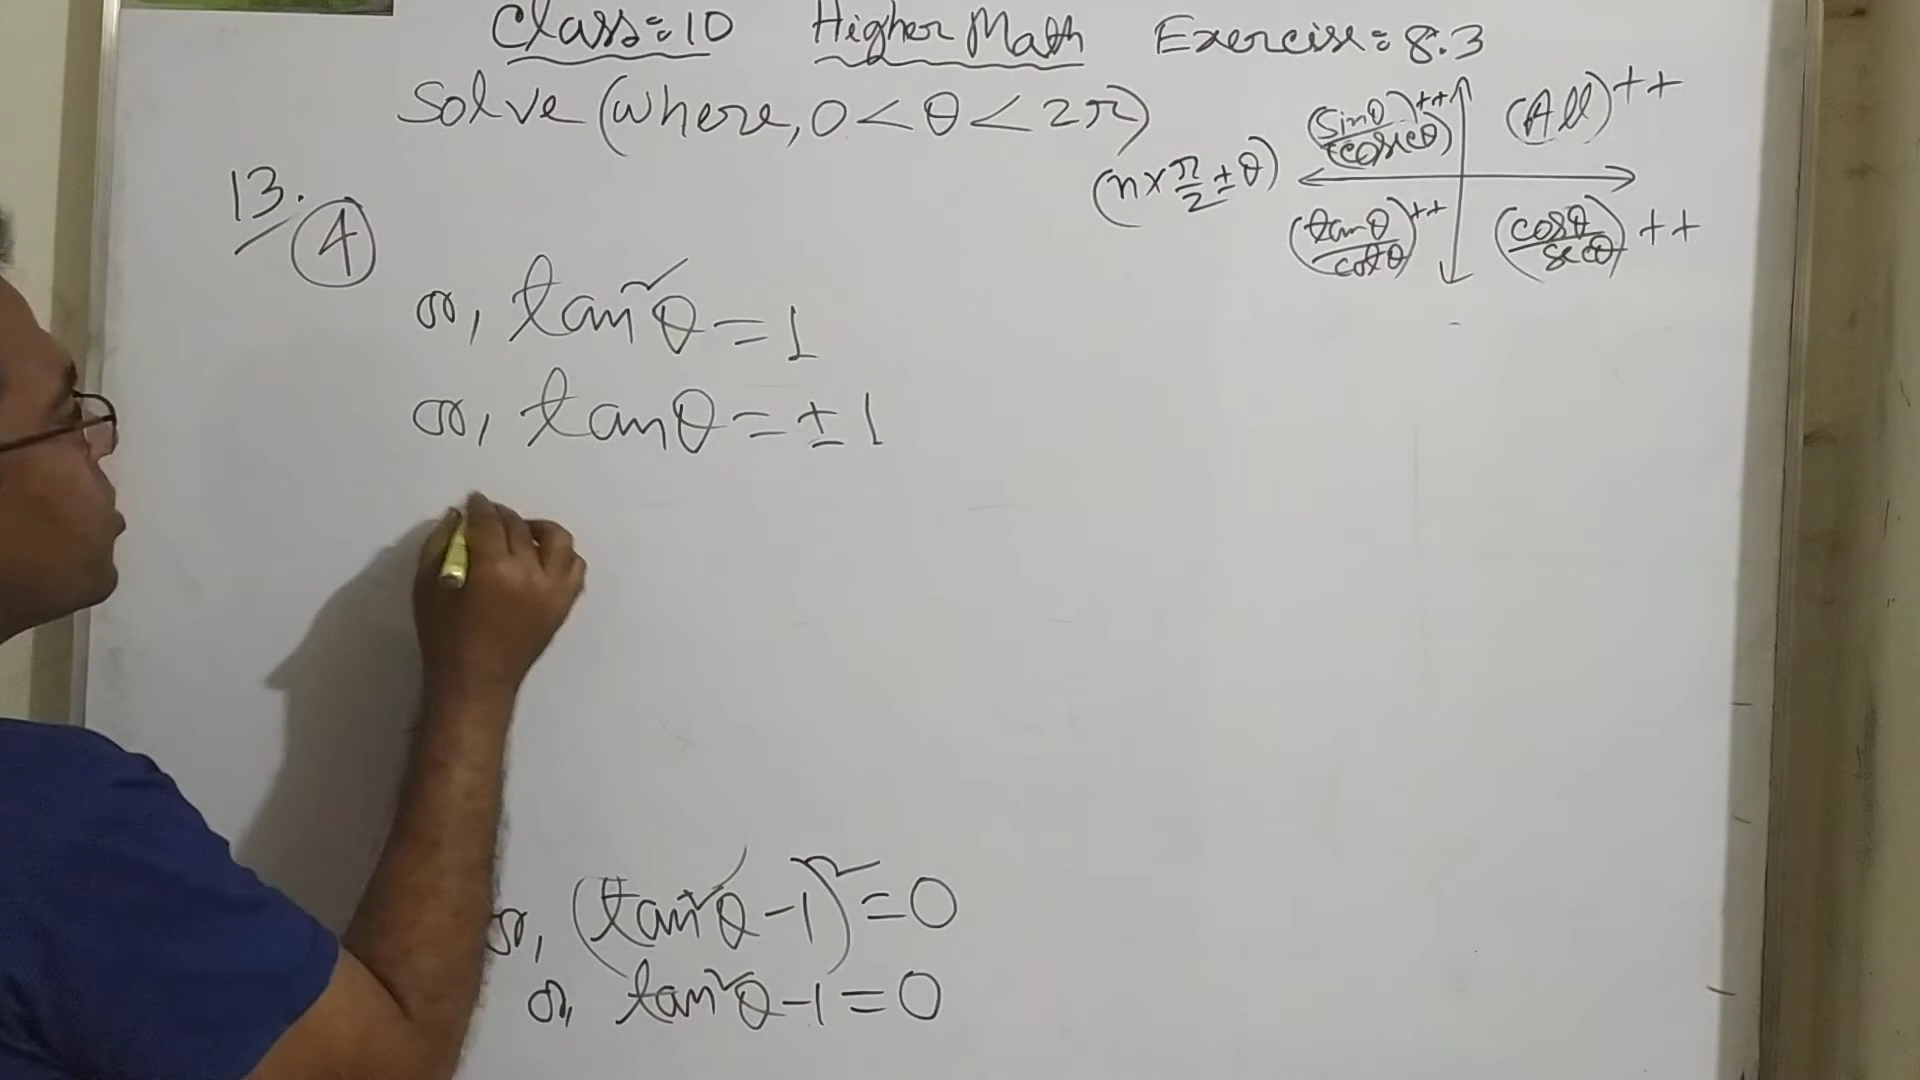 Class=10 Higher Math Exercise=8.3
Solve (where, 0<θ<2π)
(n×π/2±θ)
(sinθ/cosecθ)++
(All)++
(tanθ/cotθ)++
(cosθ/secθ)++
13.
4
or, tan²θ=1
or, tanθ=±1
or, (tan²θ-1)²=0
or, tan²θ-1=0